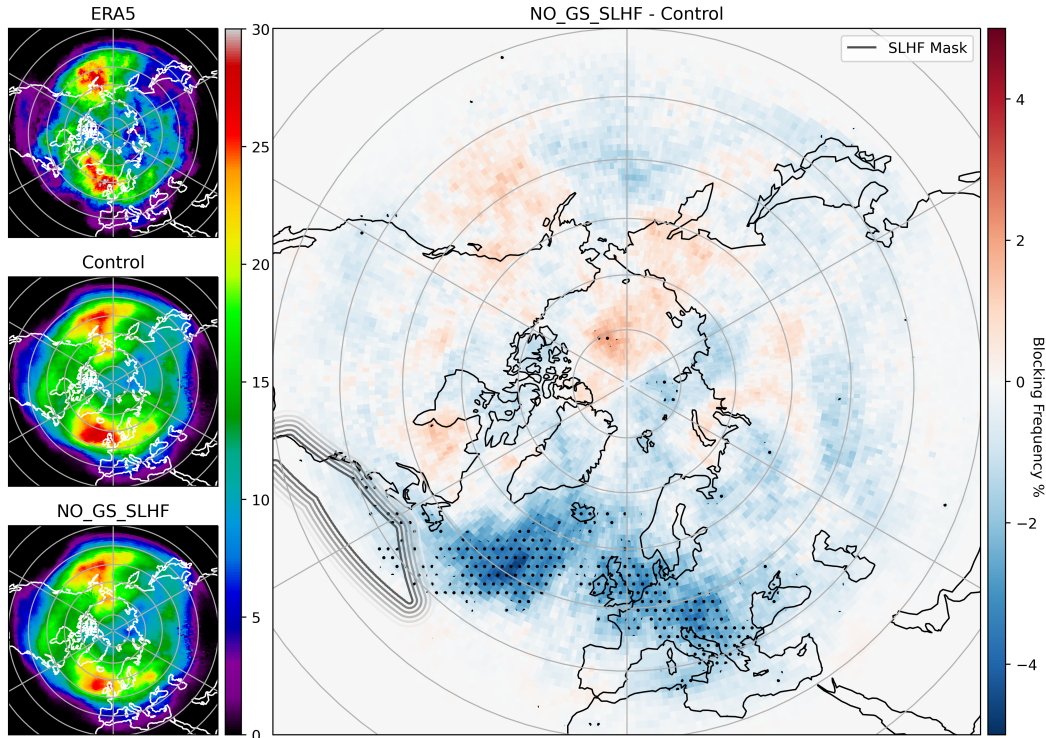 ERA5
Control
NO_GS_SLHF
30
25
20
15
10
5
0
NO_GS_SLHF - Control
SLHF Mask
4
2
0
−2
−4
Blocking Frequency %